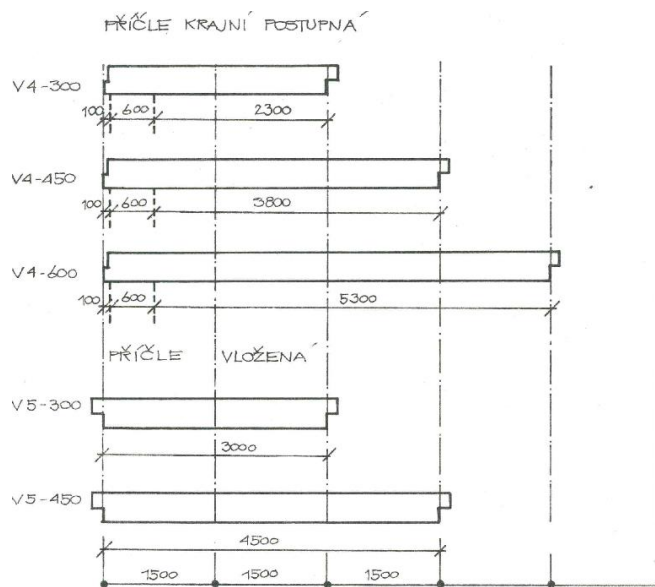 PŘÍČLE KRAJNÍ POSTUPNÁ
V4-300
100 600 2300
V4-450
100 600 3800
V4-600
100 600 5300
PŘÍČLE VLOŽENÁ
V5-300
3000
V5-450
4500
1500 1500 1500